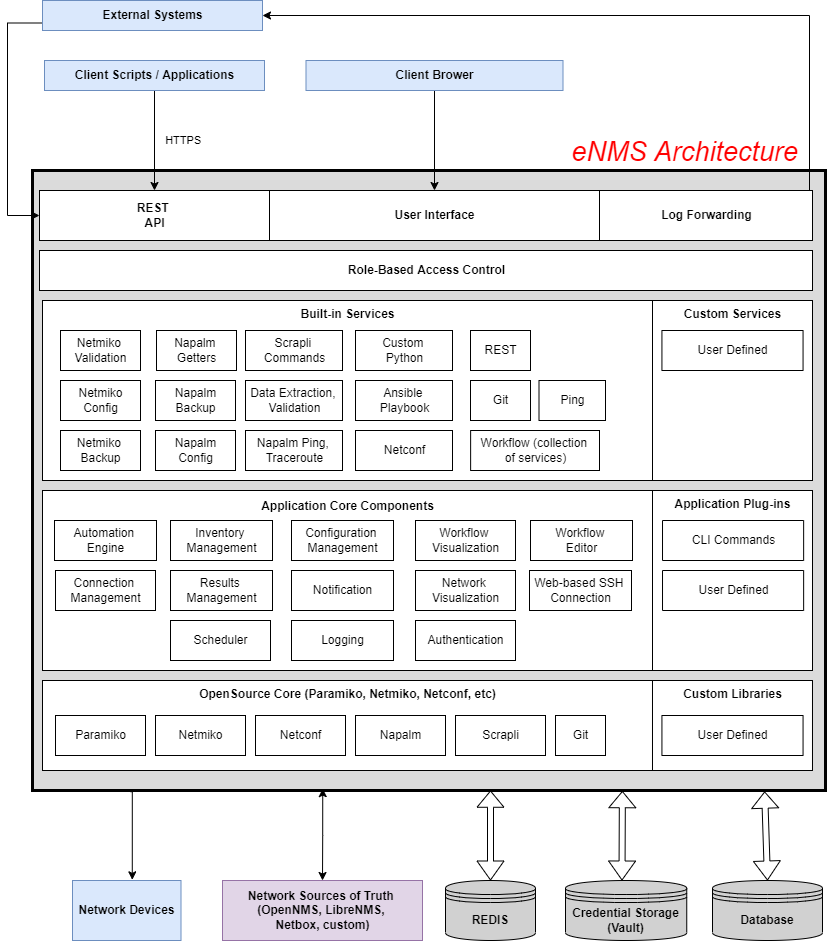 External Systems
Client Scripts / Applications
Client Brower
HTTPS
eNMS Architecture
REST
API
User Interface
Log Forwarding
Role-Based Access Control
Built-in Services
Custom Services
Netmiko
Validation
Napalm
Getters
Scrapli
Commands
Custom
Python
REST
User Defined
Netmiko
Config
Napalm
Backup
Data Extraction,
Validation
Ansible
Playbook
Git
Ping
Netmiko
Backup
Napalm
Config
Napalm Ping,
Traceroute
Netconf
Workflow (collection
of services)
Application Core Components
Application Plug-ins
Automation
Engine
Inventory
Management
Configuration
Management
Workflow
Visualization
Workflow
Editor
CLI Commands
Connection
Management
Results
Management
Notification
Network
Visualization
Web-based SSH
Connection
User Defined
Scheduler
Logging
Authentication
OpenSource Core (Paramiko, Netmiko, Netconf, etc)
Custom Libraries
Paramiko
Netmiko
Netconf
Napalm
Scrapli
Git
User Defined
Network Devices
Network Sources of Truth
(OpenNMS, LibreNMS,
Netbox, custom)
REDIS
Credential Storage
(Vault)
Database